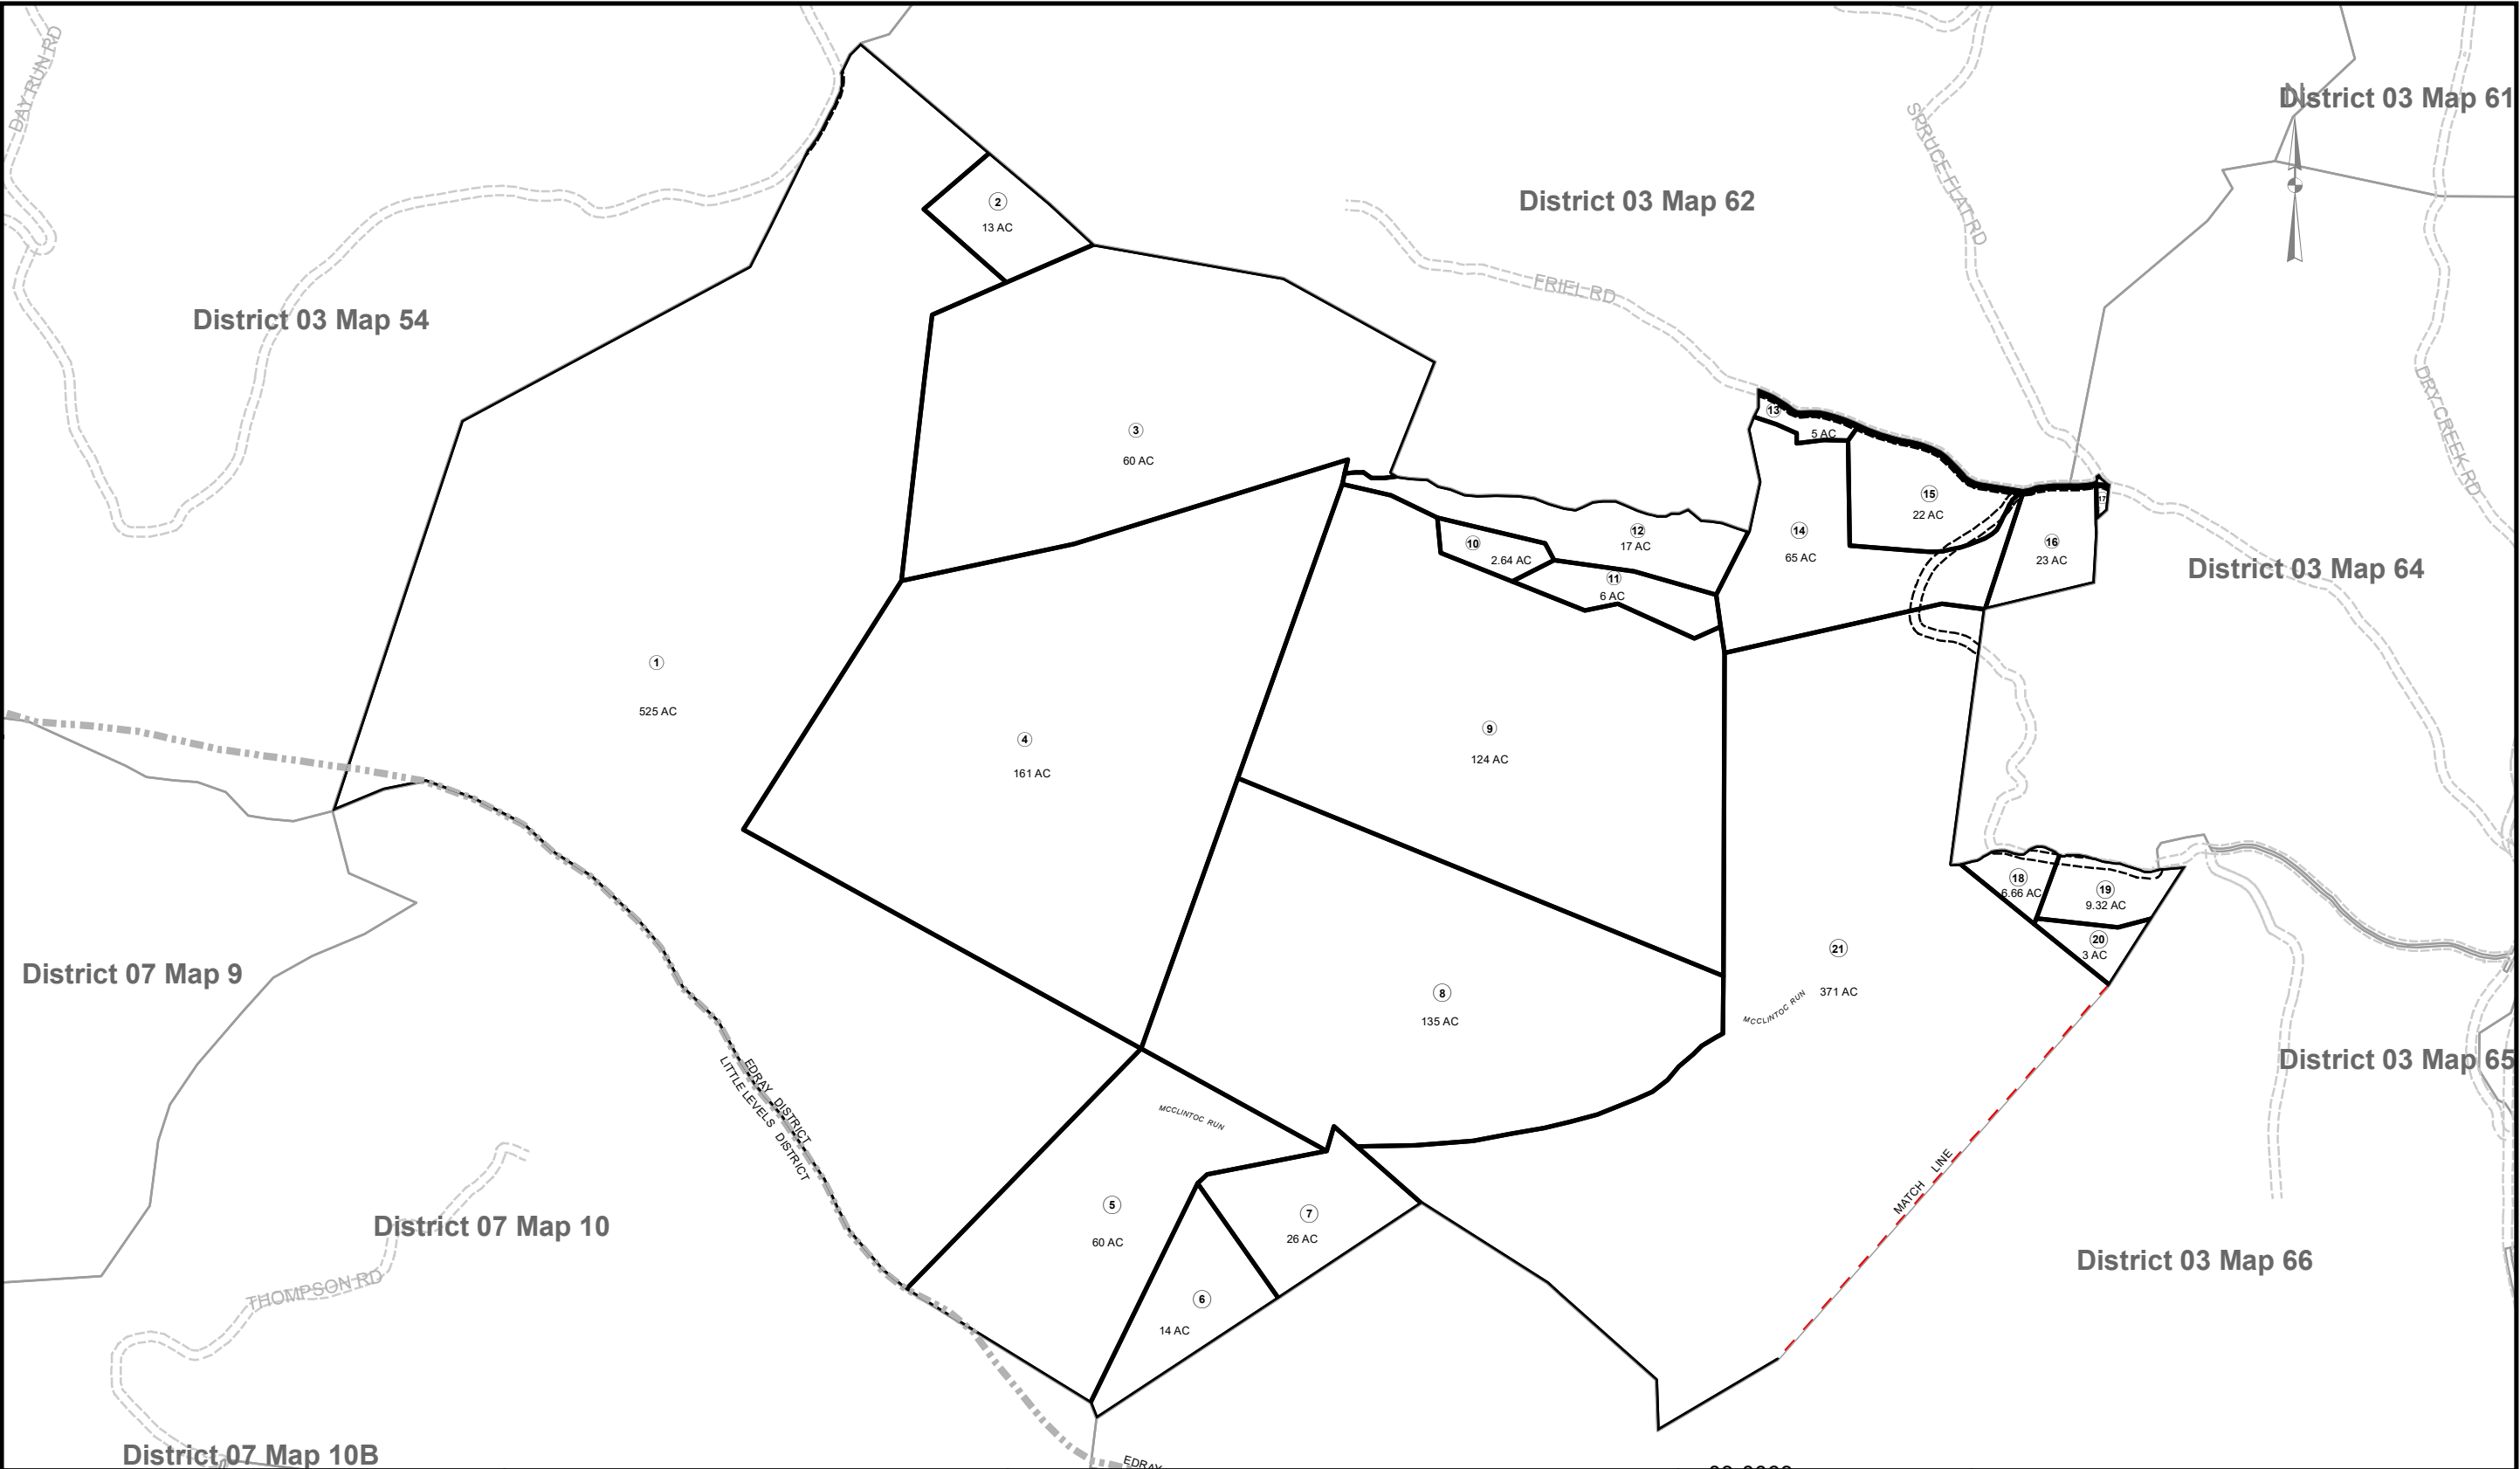 DAY RUN RD
District 03 Map 61
N
SPRUCE FLAT RD
District 03 Map 62
2
13 AC
FRIEL RD
District 03 Map 54
DRY CREEK RD
13
5 AC
3
60 AC
15
22 AC
17
12
17 AC
14
65 AC
16
23 AC
10
2.64 AC
11
6 AC
District 03 Map 64
1
525 AC
4
161 AC
9
124 AC
18
6.66 AC
19
9.32 AC
20
3 AC
21
371 AC
District 07 Map 9
8
135 AC
MCCLINTOC RUN
EDRAY DISTRICT
LITTLE LEVELS DISTRICT
MCCLINTOC RUN
District 03 Map 65
MATCH LINE
5
60 AC
7
26 AC
District 07 Map 10
District 03 Map 66
THOMPSON RD
6
14 AC
District 07 Map 10B
EDRAY